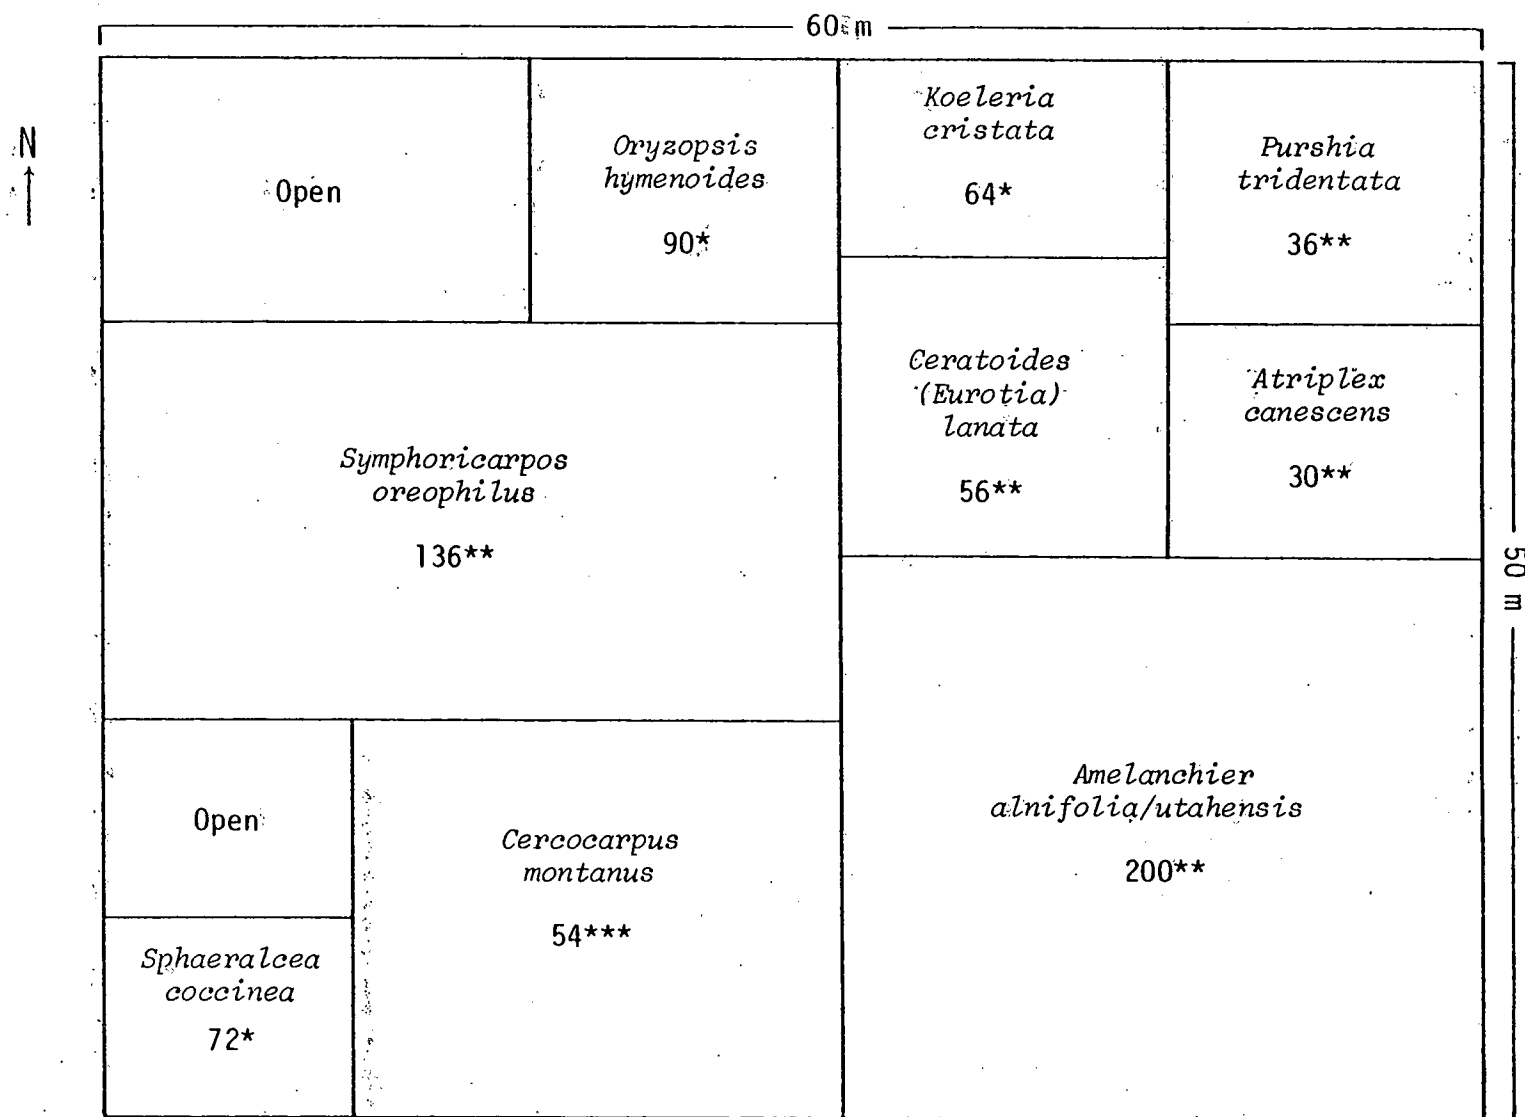 60 m
N
Open
Oryzopsis
hymenoides
90*
Koeleria
cristata
64*
Purshia
tridentata
36**
Symphoricarpos
oreophilus
136**
Ceratoides
(Eurotia)
lanata
56**
Atriplex
canescens
30**
50 m
Open
Sphaeralcea
coccinea
72*
Cercocarpus
montanus
54***
Amelanchier
alnifolia/utahensis
200**